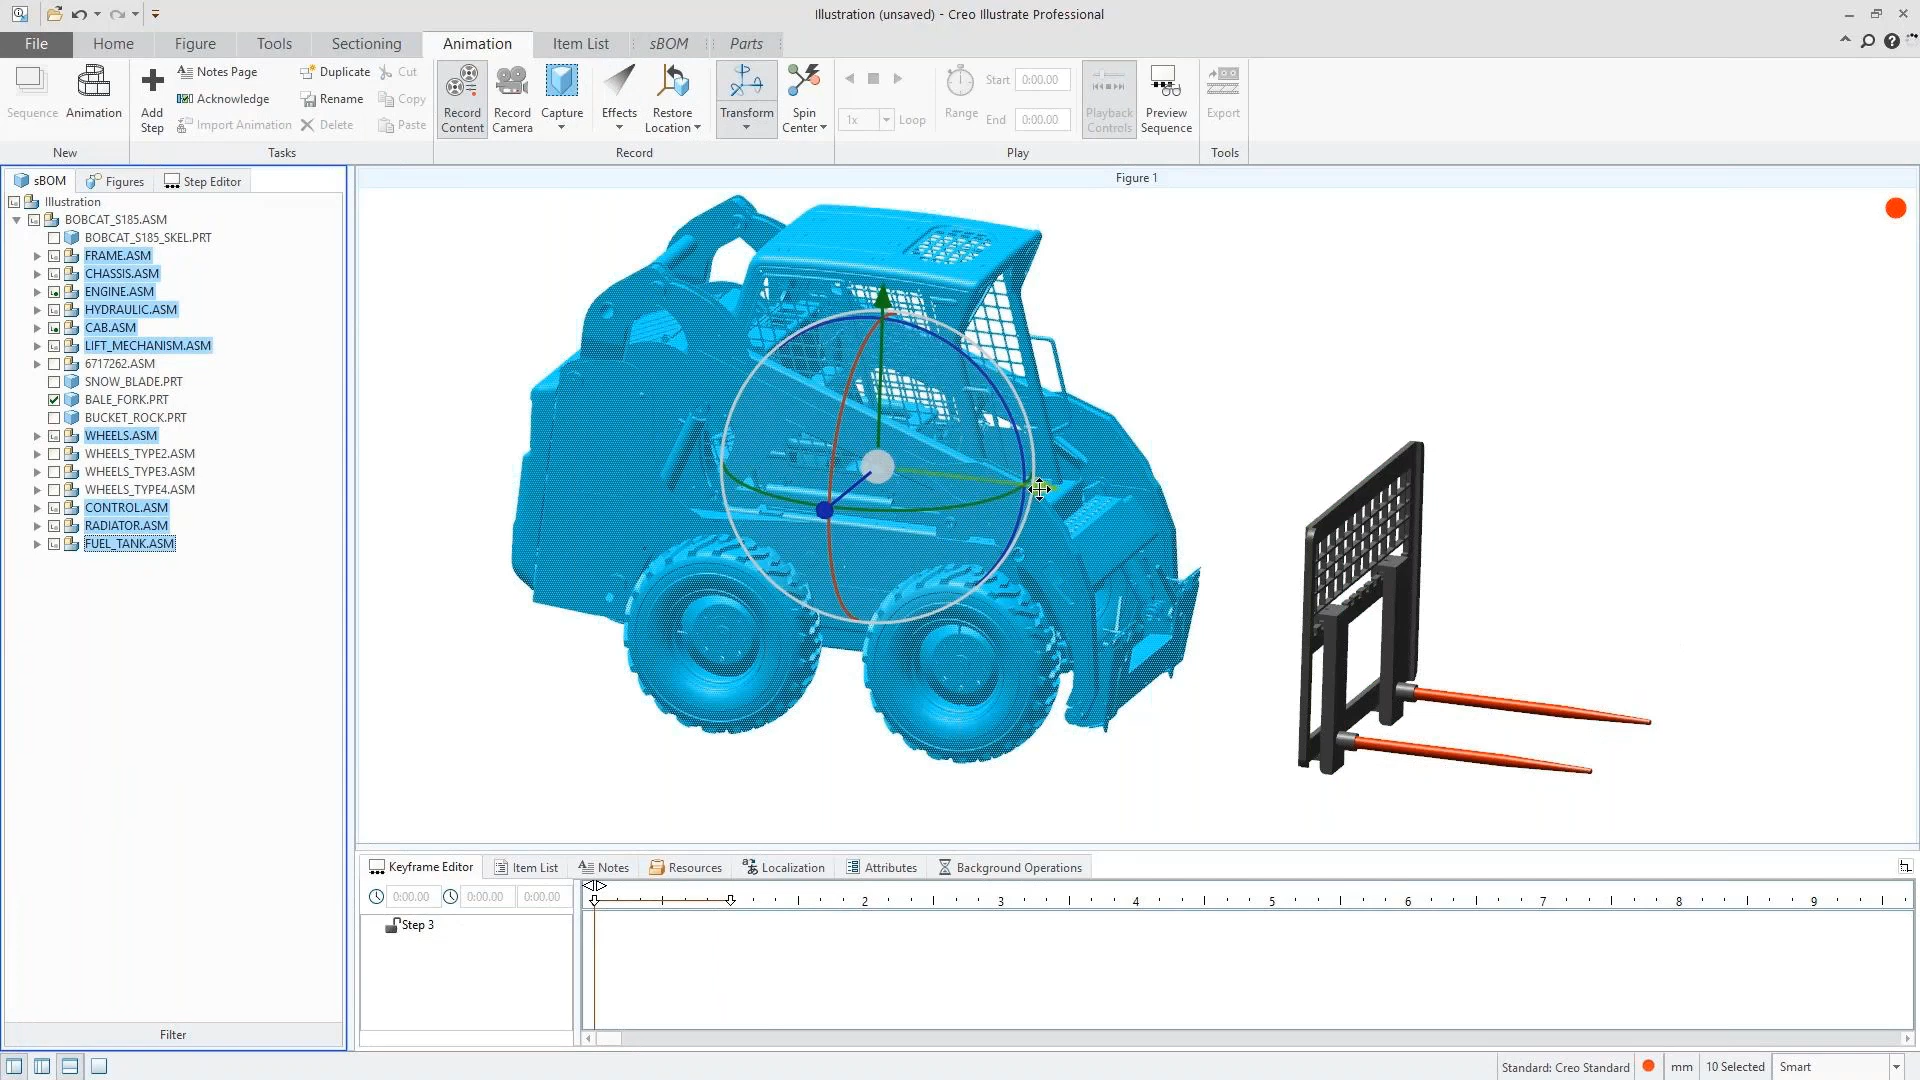 Illustration (unsaved) - Creo Illustrate Professional
File Home Figure Tools Sectioning Animation Item List sBOM Parts
Notes Page Duplicate Cut
Acknowledge Rename Copy
Import Animation Delete Paste
Sequence Animation Add Step
Record Content Record Camera Capture Effects Restore Location Transform Spin Center
1x Loop Range Start 0:00.00
End 0:00.00
Playback Controls Preview Sequence Export
New Tasks Record Play Tools
sBOM Figures Step Editor
Figure 1
Illustration
BOBCAT_S185.ASM
BOBCAT_S185_SKEL.PRT
FRAME.ASM
CHASSIS.ASM
ENGINE.ASM
HYDRAULIC.ASM
CAB.ASM
LIFT_MECHANISM.ASM
6717262.ASM
SNOW_BLADE.PRT
BALE_FORK.PRT
BUCKET_ROCK.PRT
WHEELS.ASM
WHEELS_TYPE2.ASM
WHEELS_TYPE3.ASM
WHEELS_TYPE4.ASM
CONTROL.ASM
RADIATOR.ASM
FUEL_TANK.ASM
Filter
Keyframe Editor Item List Notes Resources Localization Attributes Background Operations
0:00.00 0:00.00 0:00.00
2 3 4 5 6 7 8 9
Step 3
Standard: Creo Standard mm 10 Selected Smart